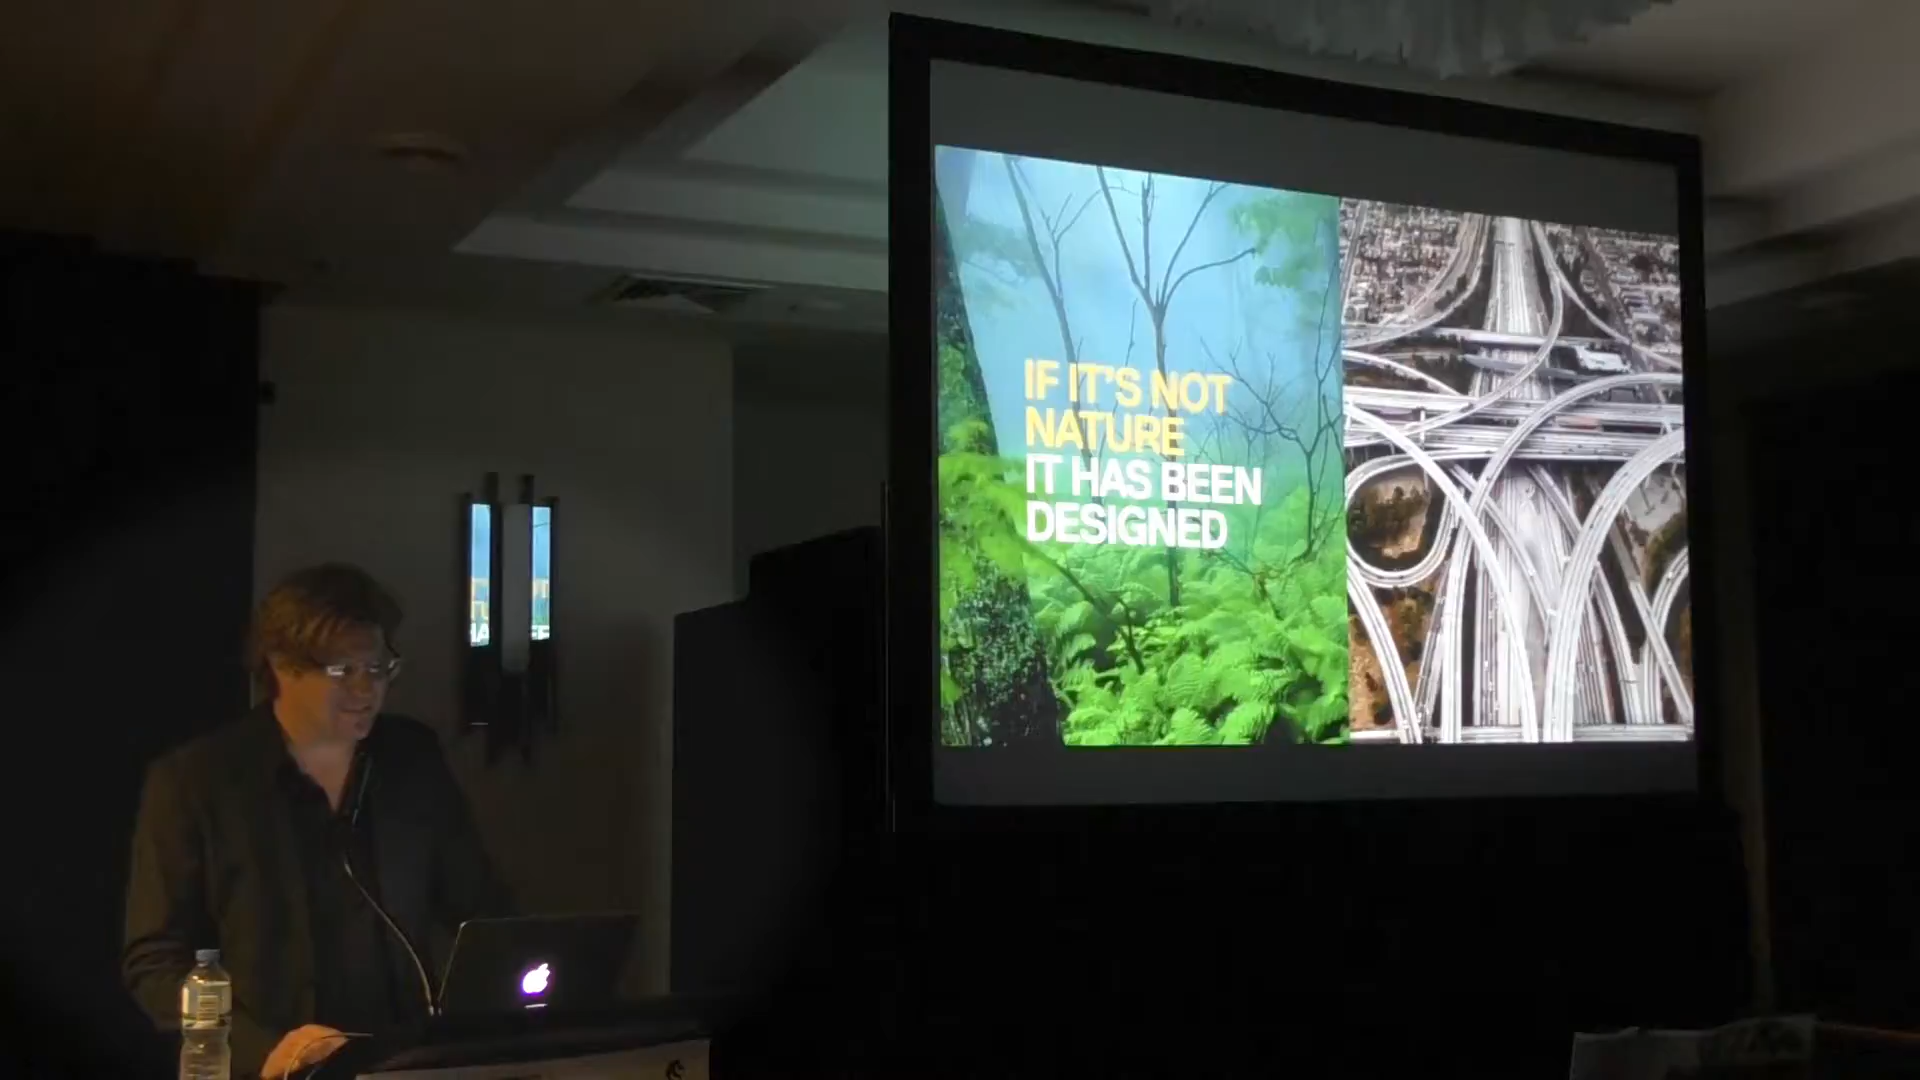 IF IT'S NOT
NATURE
IT HAS BEEN
DESIGNED